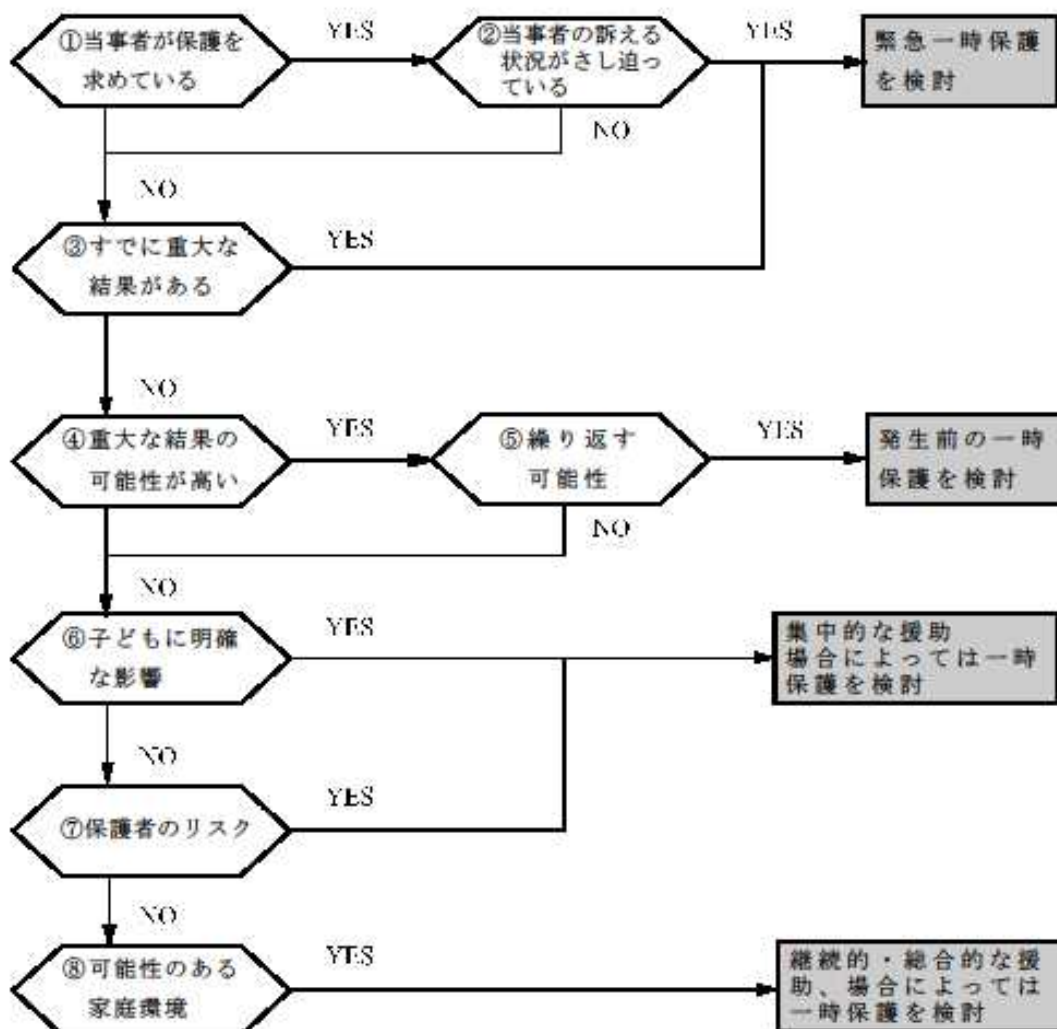 ①当事者が保護を
求めている
YES
②当事者の訴える
状況がさし迫っ
ている
YES
緊急一時保護
を検討
NO
NO
③すでに重大な
結果がある
YES
NO
④重大な結果の
可能性が高い
YES
⑤繰り返す
可能性
YES
発生前の一時
保護を検討
NO
NO
⑥子どもに明確
な影響
YES
集中的な援助
場合によっては一時
保護を検討
NO
⑦保護者のリスク
YES
NO
⑧可能性のある
家庭環境
YES
継続的・総合的な援
助、場合によっては
一時保護を検討